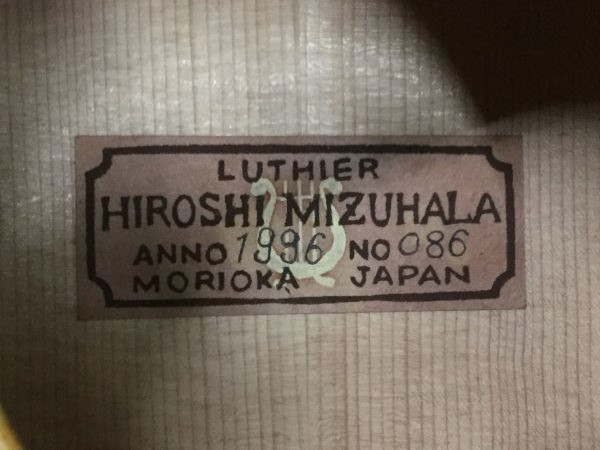 LUTHIER
HIROSHI MIZUHALA
ANNO 1996 NO 086
MORIOKA JAPAN